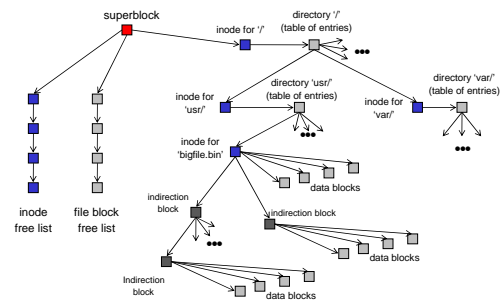 superblock
inode for '/'
directory '/'
(table of entries)
inode for
'usr/'
directory 'usr/'
(table of entries)
inode for
'var/'
directory 'var/'
(table of entries)
inode for
'bigfile.bin'
data blocks
inode
free list
file block
free list
indirection
block
indirection block
data blocks
Indirection
block
data blocks